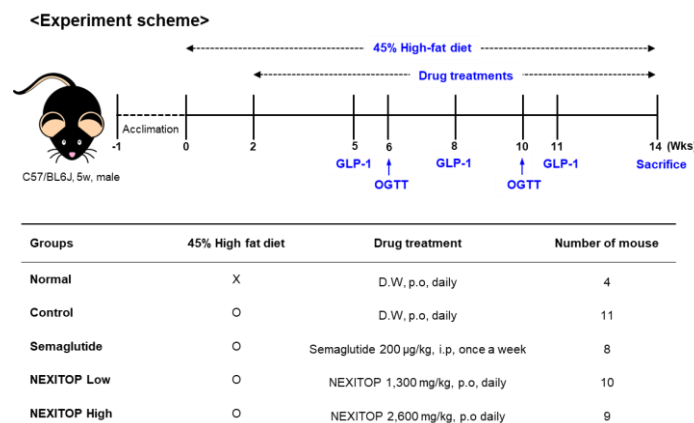 <Experiment scheme>
45% High-fat diet
Drug treatments
Acclimation
-1 0 2 5 6 8 10 11 14 (Wks)
GLP-1 GLP-1 GLP-1 Sacrifice
OGTT OGTT
C57/BL6J, 5w, male
Groups 45% High fat diet Drug treatment Number of mouse
Normal X D.W, p.o, daily 4
Control O D.W, p.o, daily 11
Semaglutide O Semaglutide 200 μg/kg, i.p, once a week 8
NEXITOP Low O NEXITOP 1,300 mg/kg, p.o, daily 10
NEXITOP High O NEXITOP 2,600 mg/kg, p.o daily 9